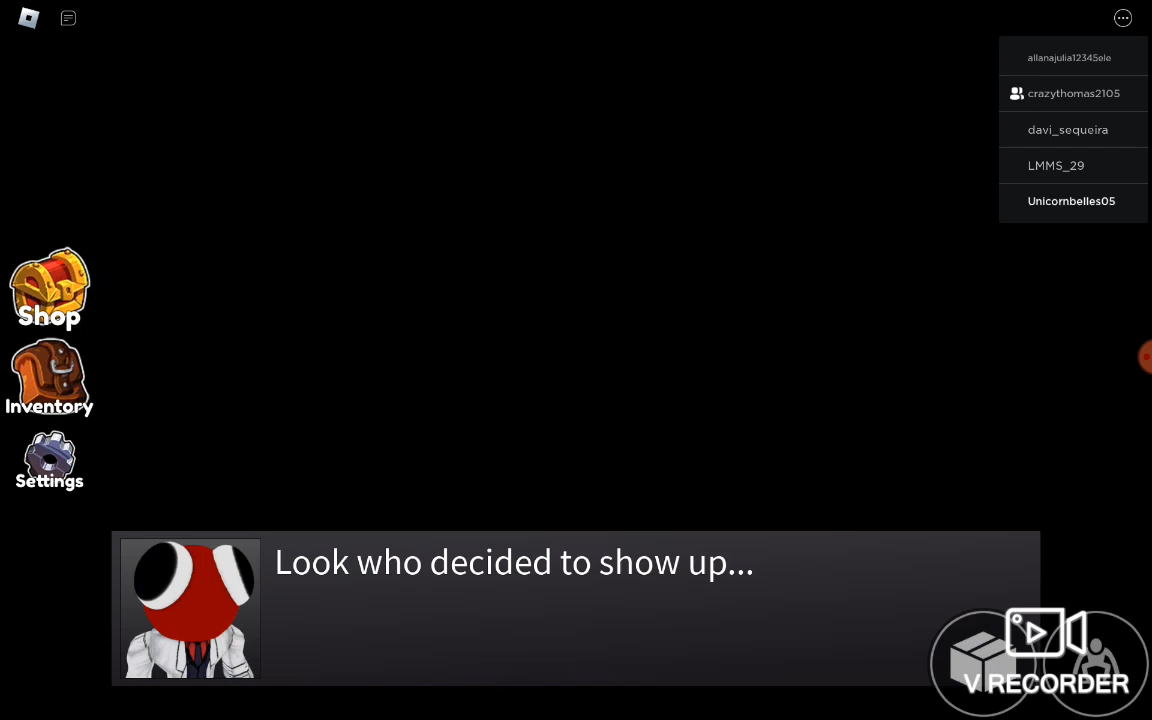 allanajulia12345ele
crazythomas2105
davi_sequeira
LMMS_29
Unicornbelles05
Shop
Inventory
Settings
Look who decided to show up...
V RECORDER